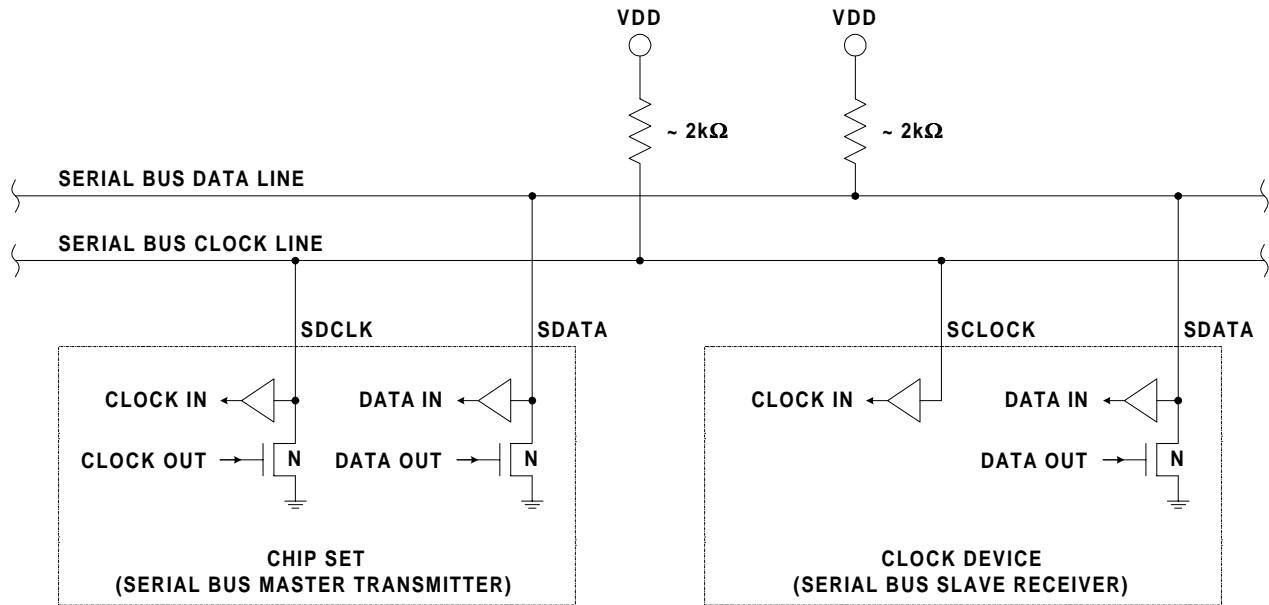 VDD
VDD
~ 2kΩ
~ 2kΩ
SERIAL BUS DATA LINE
SERIAL BUS CLOCK LINE
SDCLK
SDATA
SCLOCK
SDATA
CLOCK IN
DATA IN
CLOCK IN
DATA IN
CLOCK OUT
N
DATA OUT
N
DATA OUT
N
CHIP SET
(SERIAL BUS MASTER TRANSMITTER)
CLOCK DEVICE
(SERIAL BUS SLAVE RECEIVER)